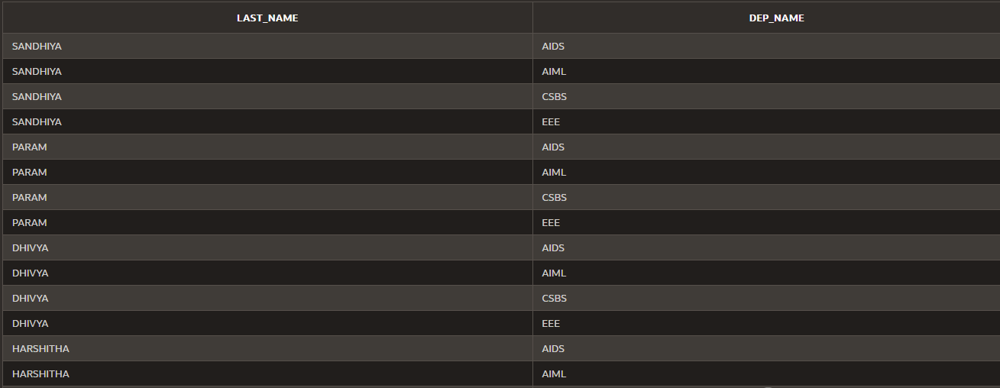 LAST_NAME DEP_NAME
SANDHIYA AIDS
SANDHIYA AIML
SANDHIYA CSBS
SANDHIYA EEE
PARAM AIDS
PARAM AIML
PARAM CSBS
PARAM EEE
DHIVYA AIDS
DHIVYA AIML
DHIVYA CSBS
DHIVYA EEE
HARSHITHA AIDS
HARSHITHA AIML